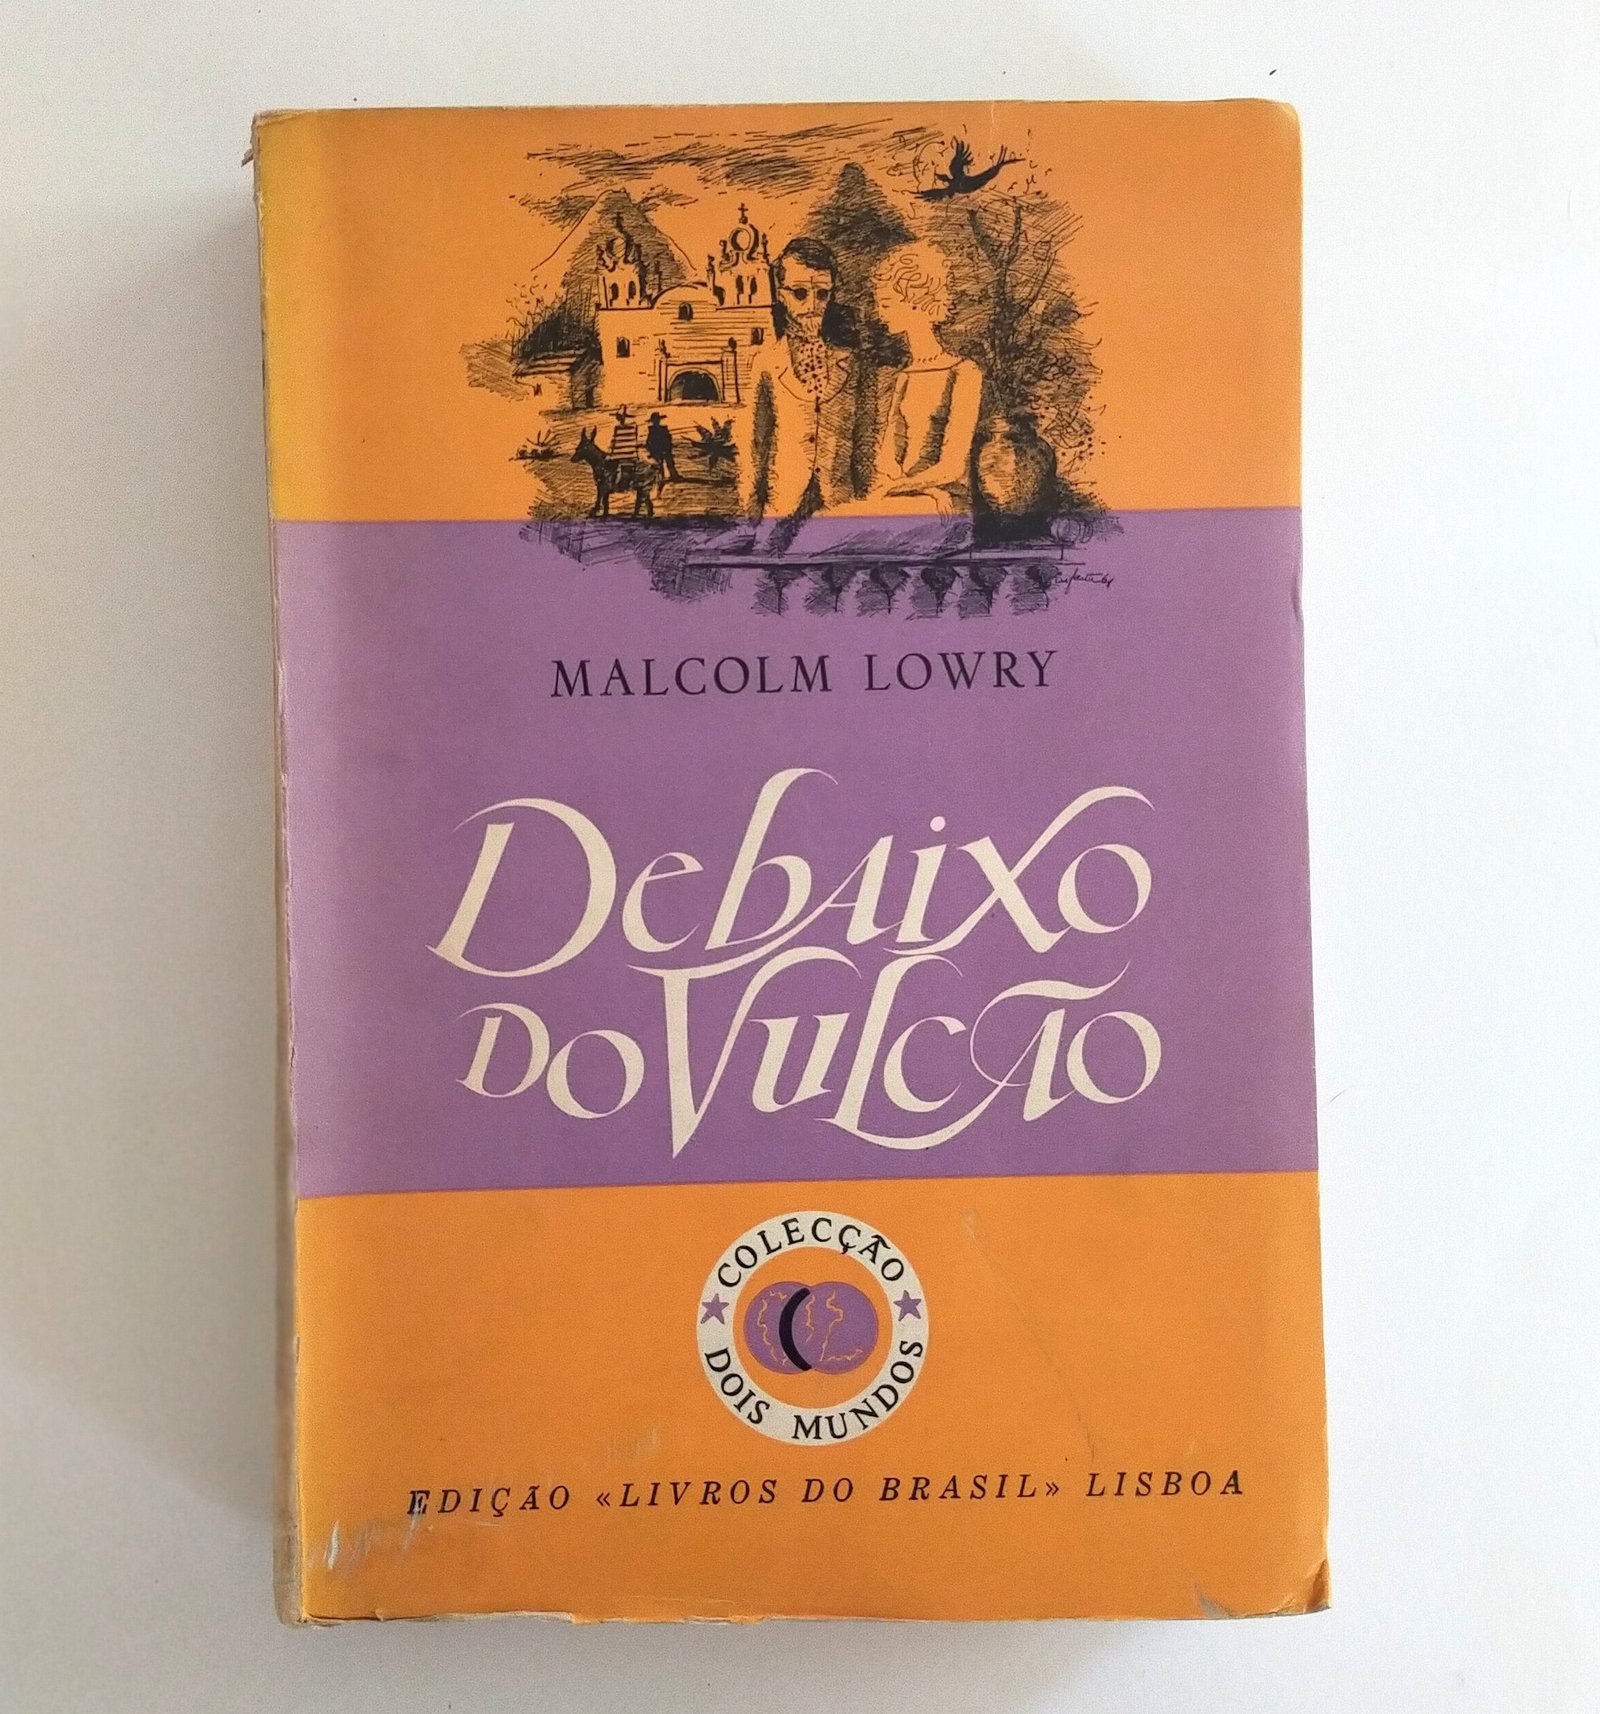 MALCOLM LOWRY
DEBAIXO
DO VULCÃO
COLECÇÃO
DOIS MUNDOS
EDIÇÃO «LIVROS DO BRASIL» LISBOA